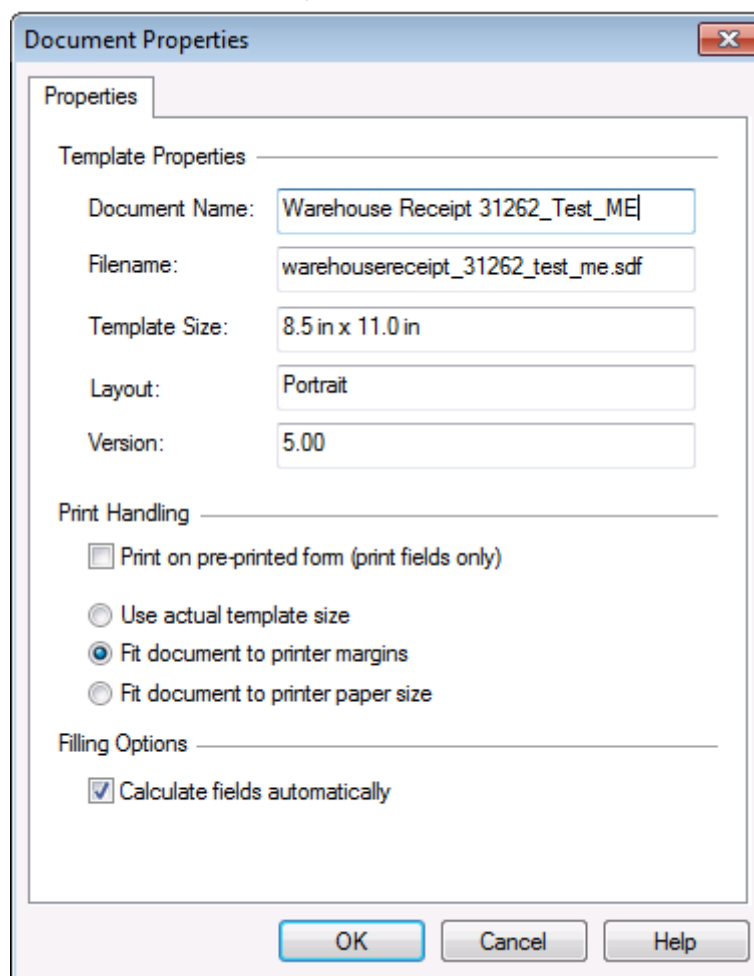 Document Properties
Properties
Template Properties
Document Name: Warehouse Receipt 31262_Test_ME
Filename: warehousereceipt_31262_test_me.sdf
Template Size: 8.5 in x 11.0 in
Layout: Portrait
Version: 5.00
Print Handling
Print on pre-printed form (print fields only)
Use actual template size
Fit document to printer margins
Fit document to printer paper size
Filling Options
Calculate fields automatically
OK Cancel Help